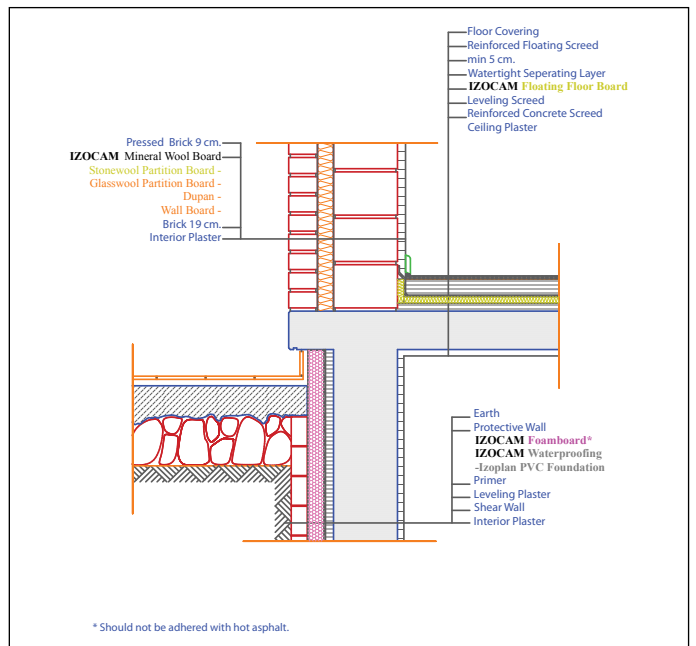 Floor Covering
Reinforced Floating Screed
min 5 cm.
Watertight Seperating Layer
IZOCAM Floating Floor Board
Leveling Screed
Reinforced Concrete Screed
Ceiling Plaster
Pressed Brick 9 cm.
IZOCAM Mineral Wool Board
Stonewool Partition Board -
Glasswool Partition Board -
Dupan -
Wall Board -
Brick 19 cm.
Interior Plaster
Earth
Protective Wall
IZOCAM Foamboard*
IZOCAM Waterproofing
-Izoplan PVC Foundation
Primer
Leveling Plaster
Shear Wall
Interior Plaster
* Should not be adhered with hot asphalt.